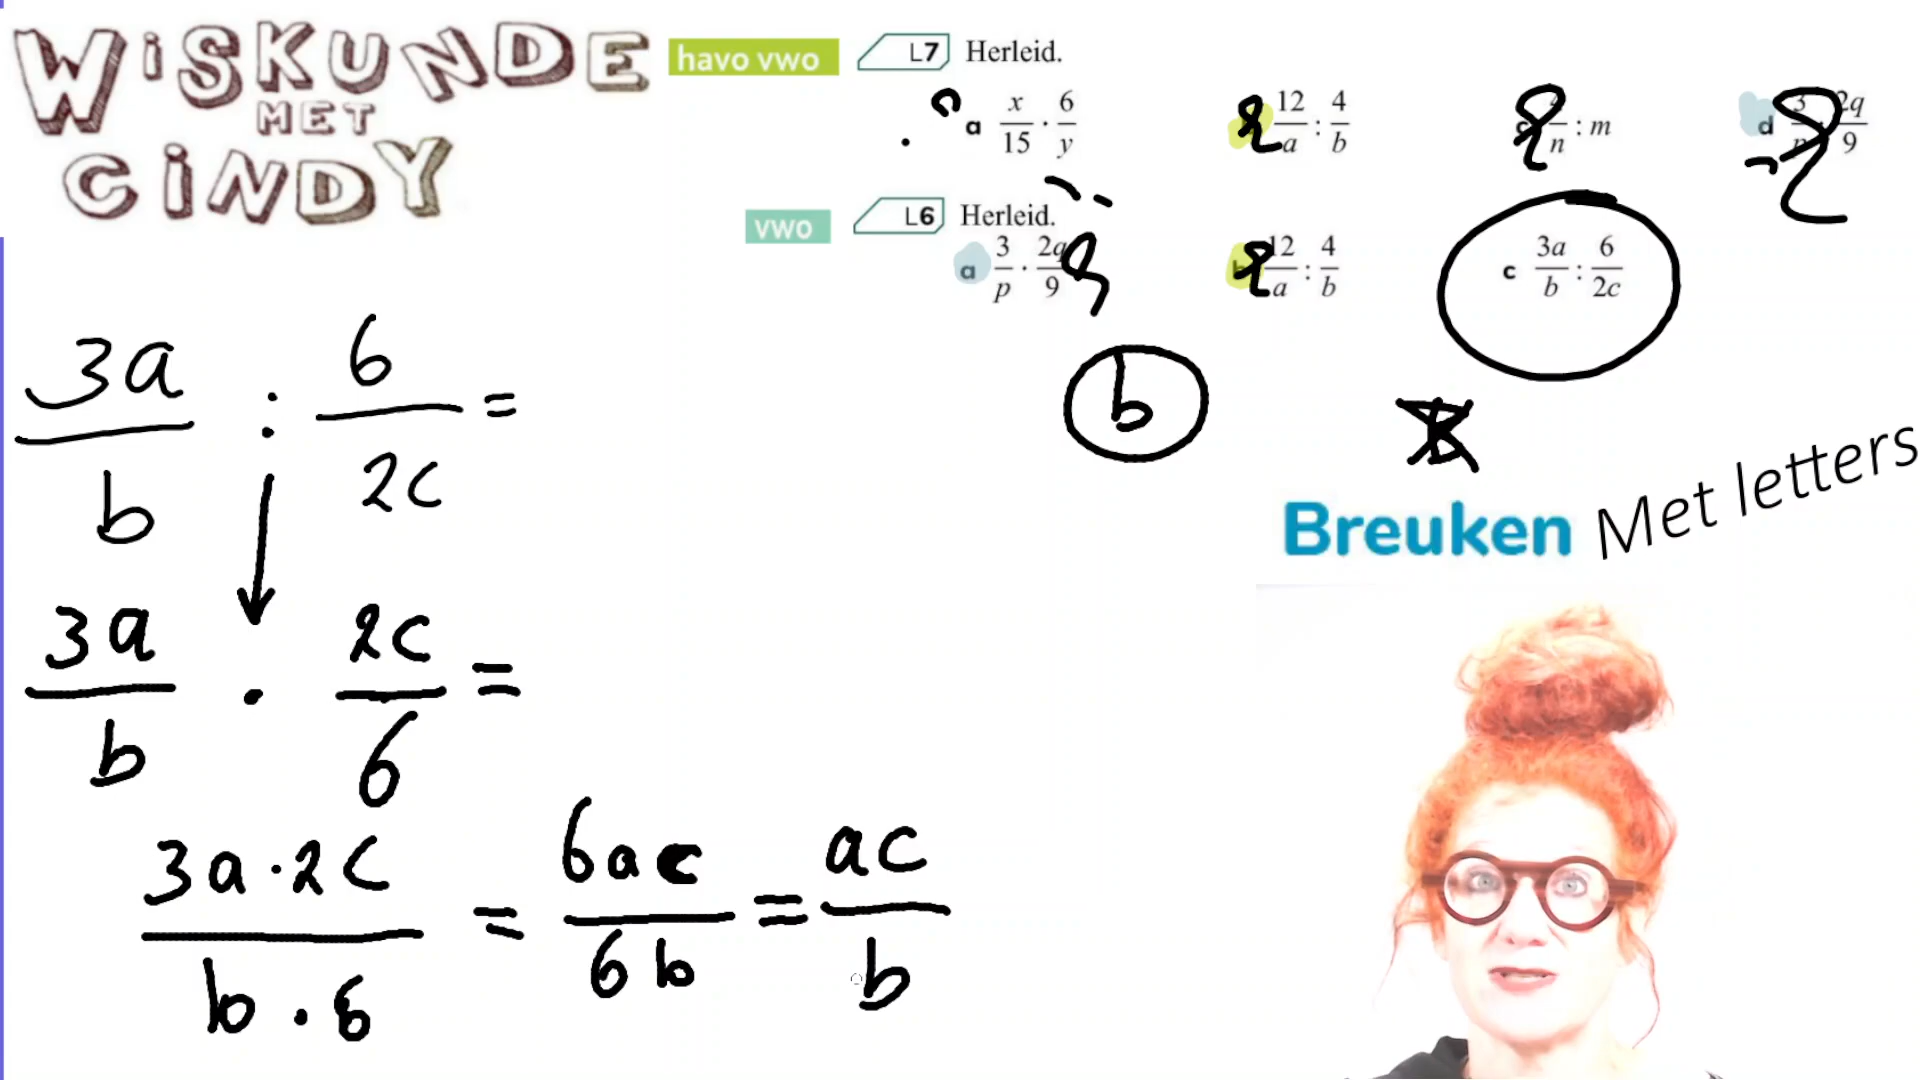 WiSKUNDE
MET
CiNDY
havo vwo L7 Herleid.
a x/15 · 6/y 12/a : 4/b n : m d 3 2q/9
vwo L6 Herleid.
a 3/p · 2q/9 12/a : 4/b c 3a/b : 6/2c
b
3a/b : 6/2c =
Breuken Met letters
3a/b · 2c/6 =
3a·2c/b·6 = 6ac/6b = ac/b